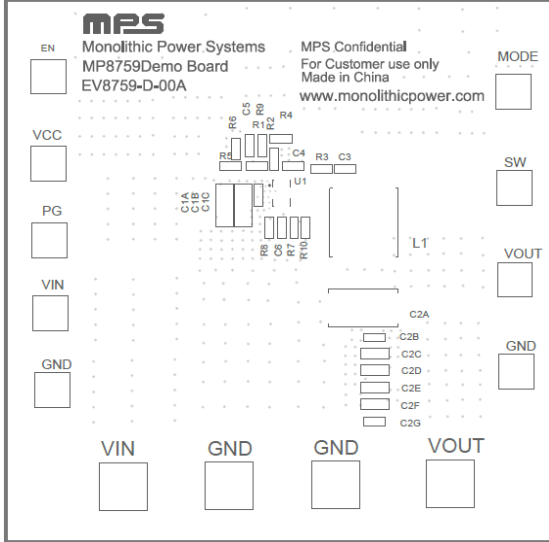 mps
Monolithic Power Systems
MP8759Demo Board
EV8759-D-00A
MPS Confidential
For Customer use only
Made in China
www.monolithicpower.com
EN
MODE
VCC
SW
PG
VOUT
VIN
GND
GND
C5
R9
R6
R1
R2
R4
R5
C4
R3
C3
U1
C1A
C1B
C1C
L1
R8
C6
R7
R10
C2A
C2B
C2C
C2D
C2E
C2F
C2G
VIN
GND
GND
VOUT